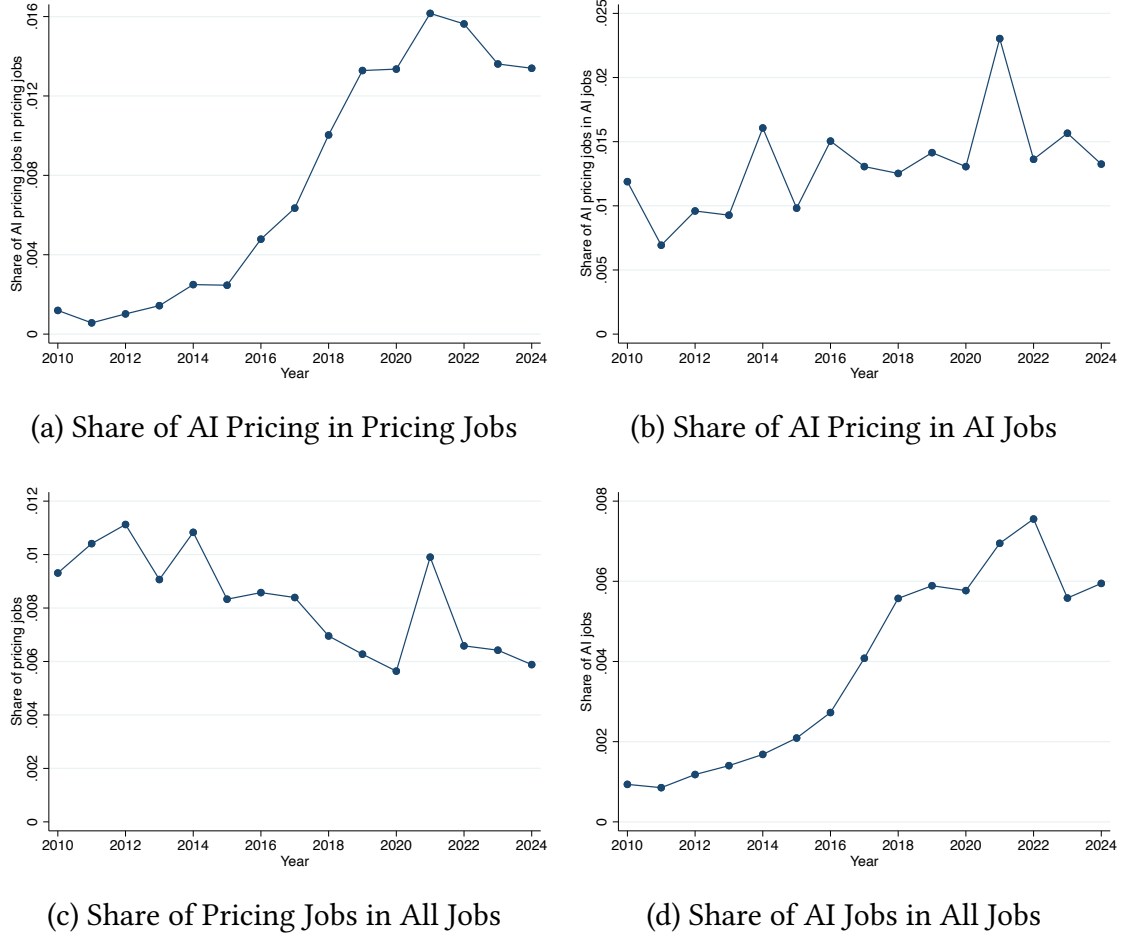 Share of AI pricing jobs in pricing jobs
0 .004 .008 .012 .016
2010 2012 2014 2016 2018 2020 2022 2024
Year
(a) Share of AI Pricing in Pricing Jobs
Share of AI pricing jobs in AI jobs
0 .005 .01 .015 .02 .025
2010 2012 2014 2016 2018 2020 2022 2024
Year
(b) Share of AI Pricing in AI Jobs
Share of pricing jobs
0 .002 .004 .006 .008 .01 .012
2010 2012 2014 2016 2018 2020 2022 2024
Year
(c) Share of Pricing Jobs in All Jobs
Share of AI jobs
0 .002 .004 .006 .008
2010 2012 2014 2016 2018 2020 2022 2024
Year
(d) Share of AI Jobs in All Jobs